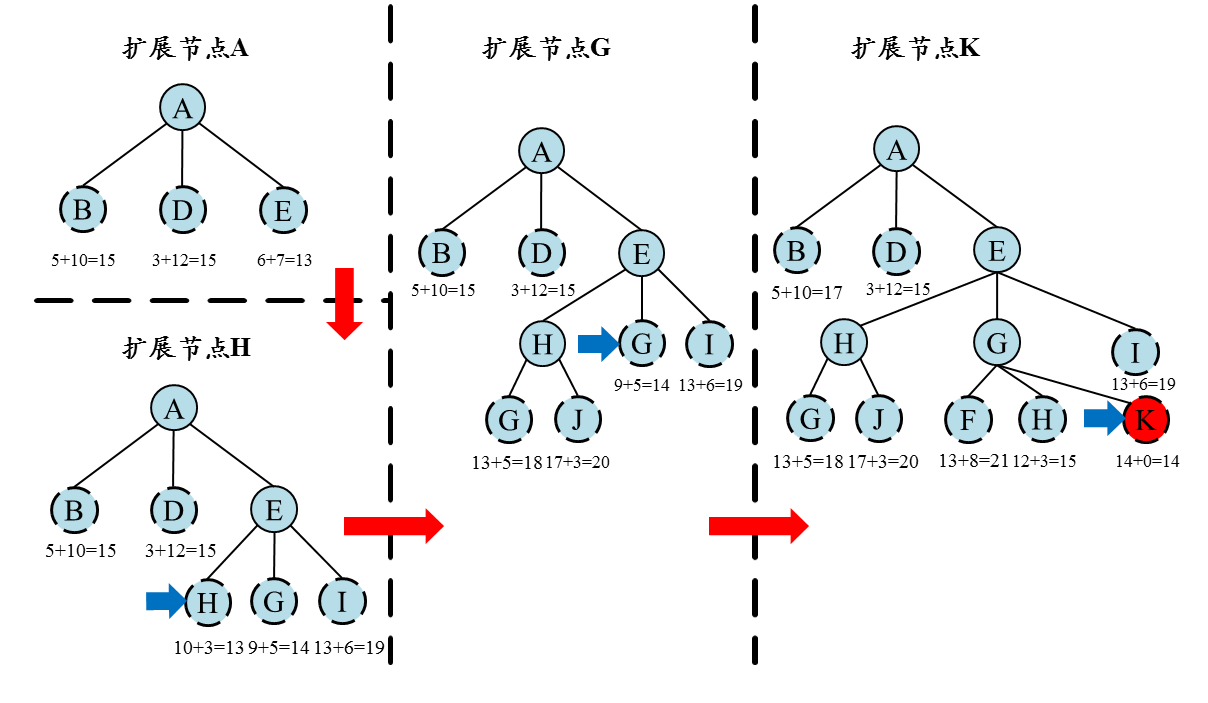 扩展节点A
A
B
D
E
5+10=15
3+12=15
6+7=13
扩展节点H
A
B
D
E
5+10=15
3+12=15
H
G
I
10+3=13
9+5=14
13+6=19
扩展节点G
A
B
D
E
5+10=15
3+12=15
H
G
I
9+5=14
13+6=19
G
J
13+5=18
17+3=20
扩展节点K
A
B
D
E
5+10=17
3+12=15
H
G
I
13+6=19
G
J
F
H
K
13+5=18
17+3=20
13+8=21
12+3=15
14+0=14